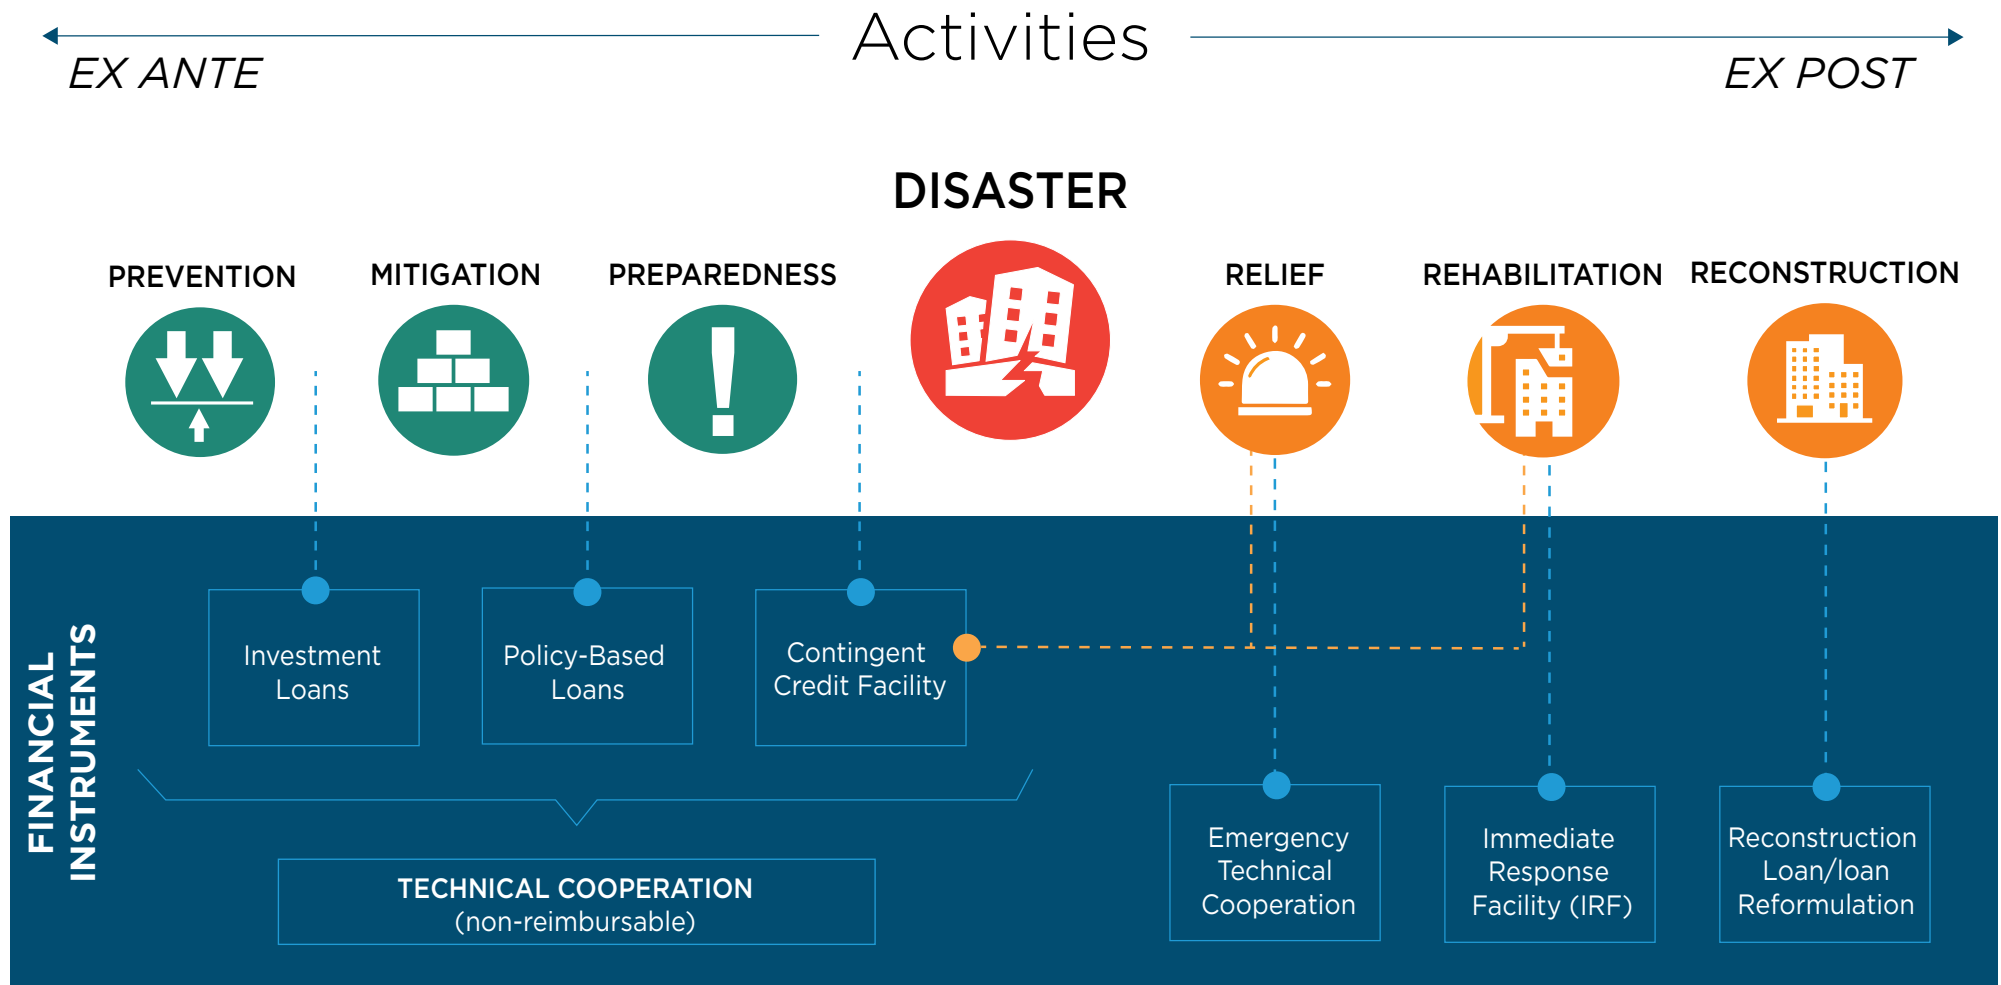 Activities
EX ANTE
EX POST
DISASTER
PREVENTION
MITIGATION
PREPAREDNESS
RELIEF
REHABILITATION
RECONSTRUCTION
FINANCIAL
INSTRUMENTS
Investment
Loans
Policy-Based
Loans
Contingent
Credit Facility
TECHNICAL COOPERATION
(non-reimbursable)
Emergency
Technical
Cooperation
Immediate
Response
Facility (IRF)
Reconstruction
Loan/loan
Reformulation